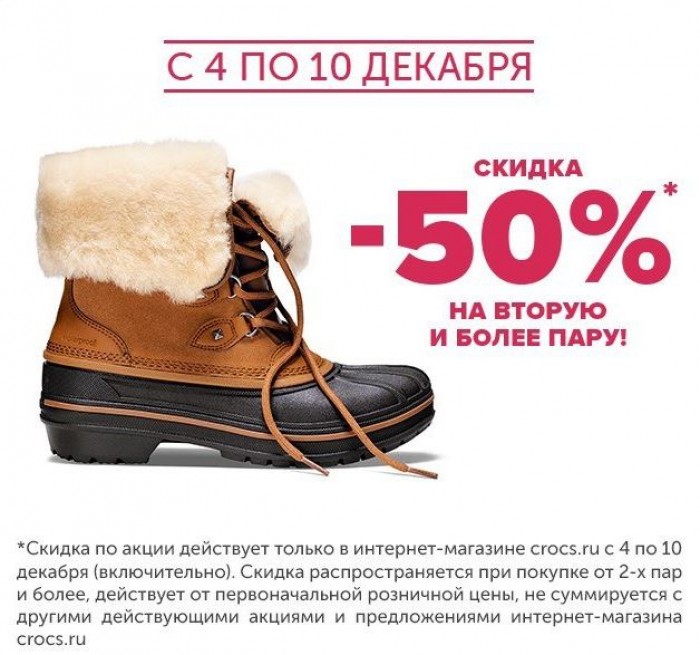 С 4 ПО 10 ДЕКАБРЯ
СКИДКА
-50%*
НА ВТОРУЮ
И БОЛЕЕ ПАРУ!
*Скидка по акции действует только в интернет-магазине crocs.ru с 4 по 10
декабря (включительно). Скидка распространяется при покупке от 2-х пар
и более, действует от первоначальной розничной цены, не суммируется с
другими действующими акциями и предложениями интернет-магазина
crocs.ru